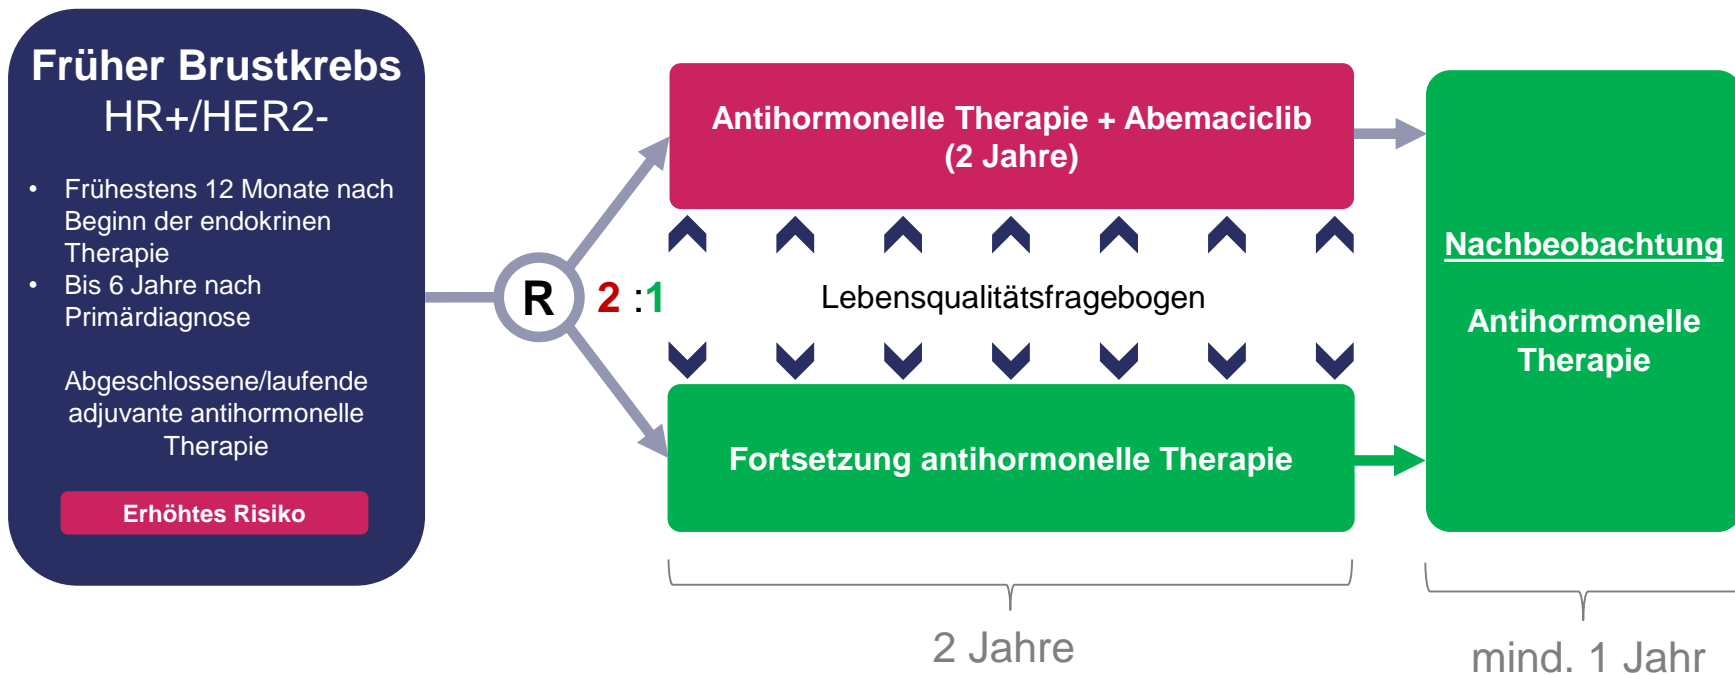 Früher Brustkrebs
HR+/HER2-
• Frühestens 12 Monate nach
Beginn der endokrinen
Therapie
• Bis 6 Jahre nach
Primärdiagnose
Abgeschlossene/laufende
adjuvante antihormonelle
Therapie
Erhöhtes Risiko
R
2 :1
Antihormonelle Therapie + Abemaciclib
(2 Jahre)
Lebensqualitätsfragebogen
Fortsetzung antihormonelle Therapie
2 Jahre
Nachbeobachtung
Antihormonelle
Therapie
mind. 1 Jahr